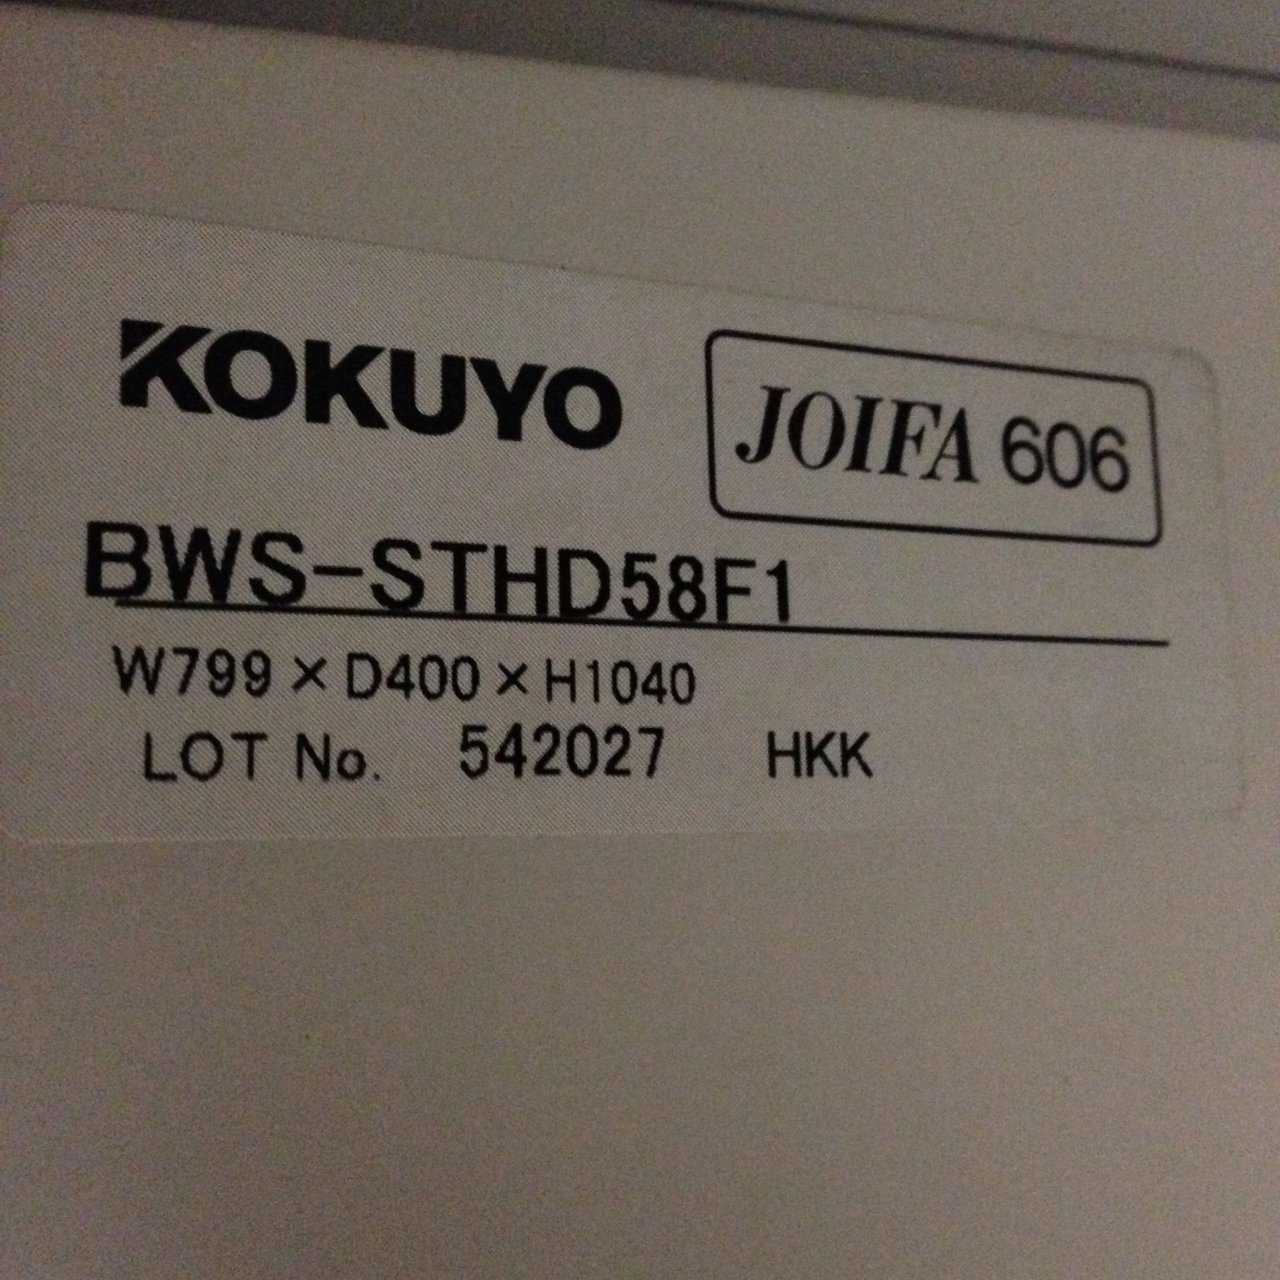 KOKUYO
JOIFA 606
BWS-STHD58F1
W799×D400×H1040
LOT No. 542027 HKK